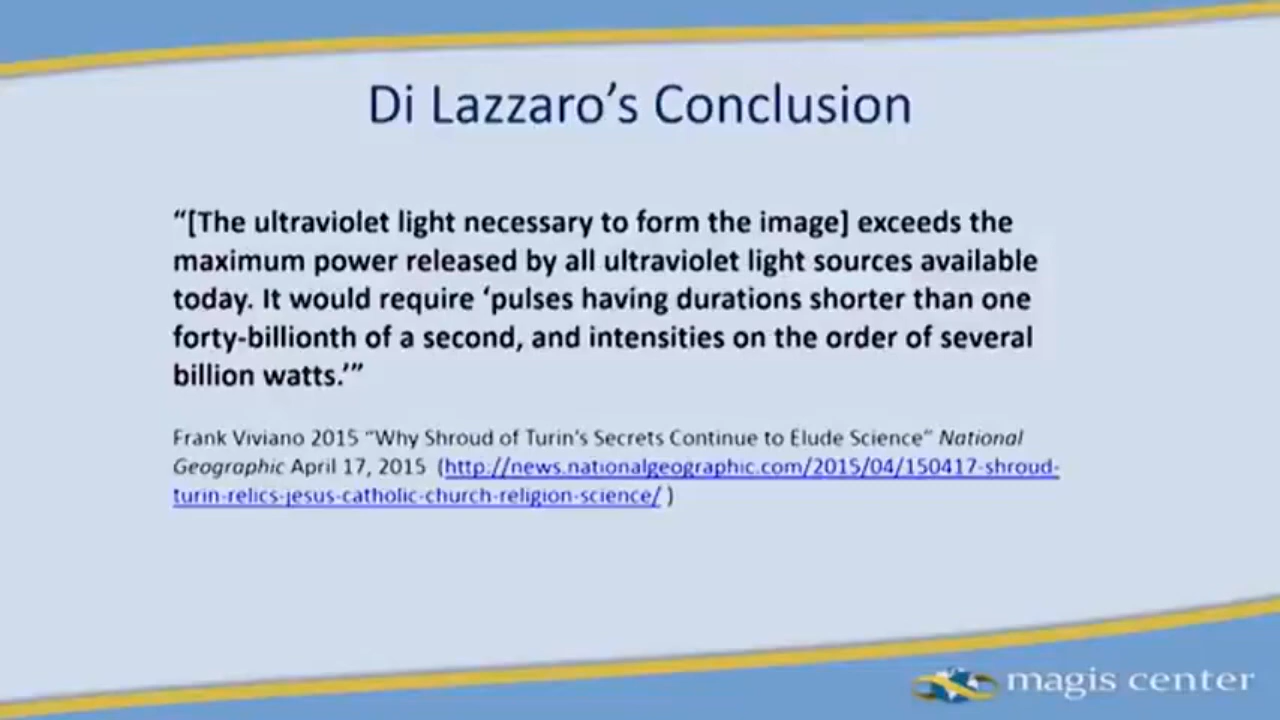 Di Lazzaro's Conclusion
“[The ultraviolet light necessary to form the image] exceeds the
maximum power released by all ultraviolet light sources available
today. It would require ‘pulses having durations shorter than one
forty-billionth of a second, and intensities on the order of several
billion watts.’”
Frank Viviano 2015 “Why Shroud of Turin's Secrets Continue to Elude Science” National
Geographic April 17, 2015 (http://news.nationalgeographic.com/2015/04/150417-shroud-
turin-relics-jesus-catholic-church-religion-science/ )
magis center